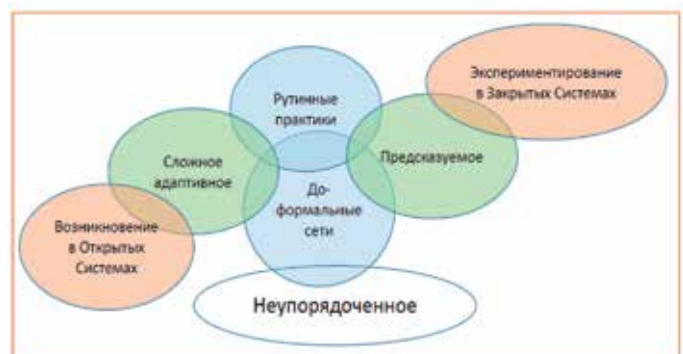 Экспериментирование
в Закрытых Системах
Рутинные
практики
Предсказуемое
Сложное
адаптивное
До-
формальные
сети
Возникновение
в Открытых
Системах
Неупорядоченное